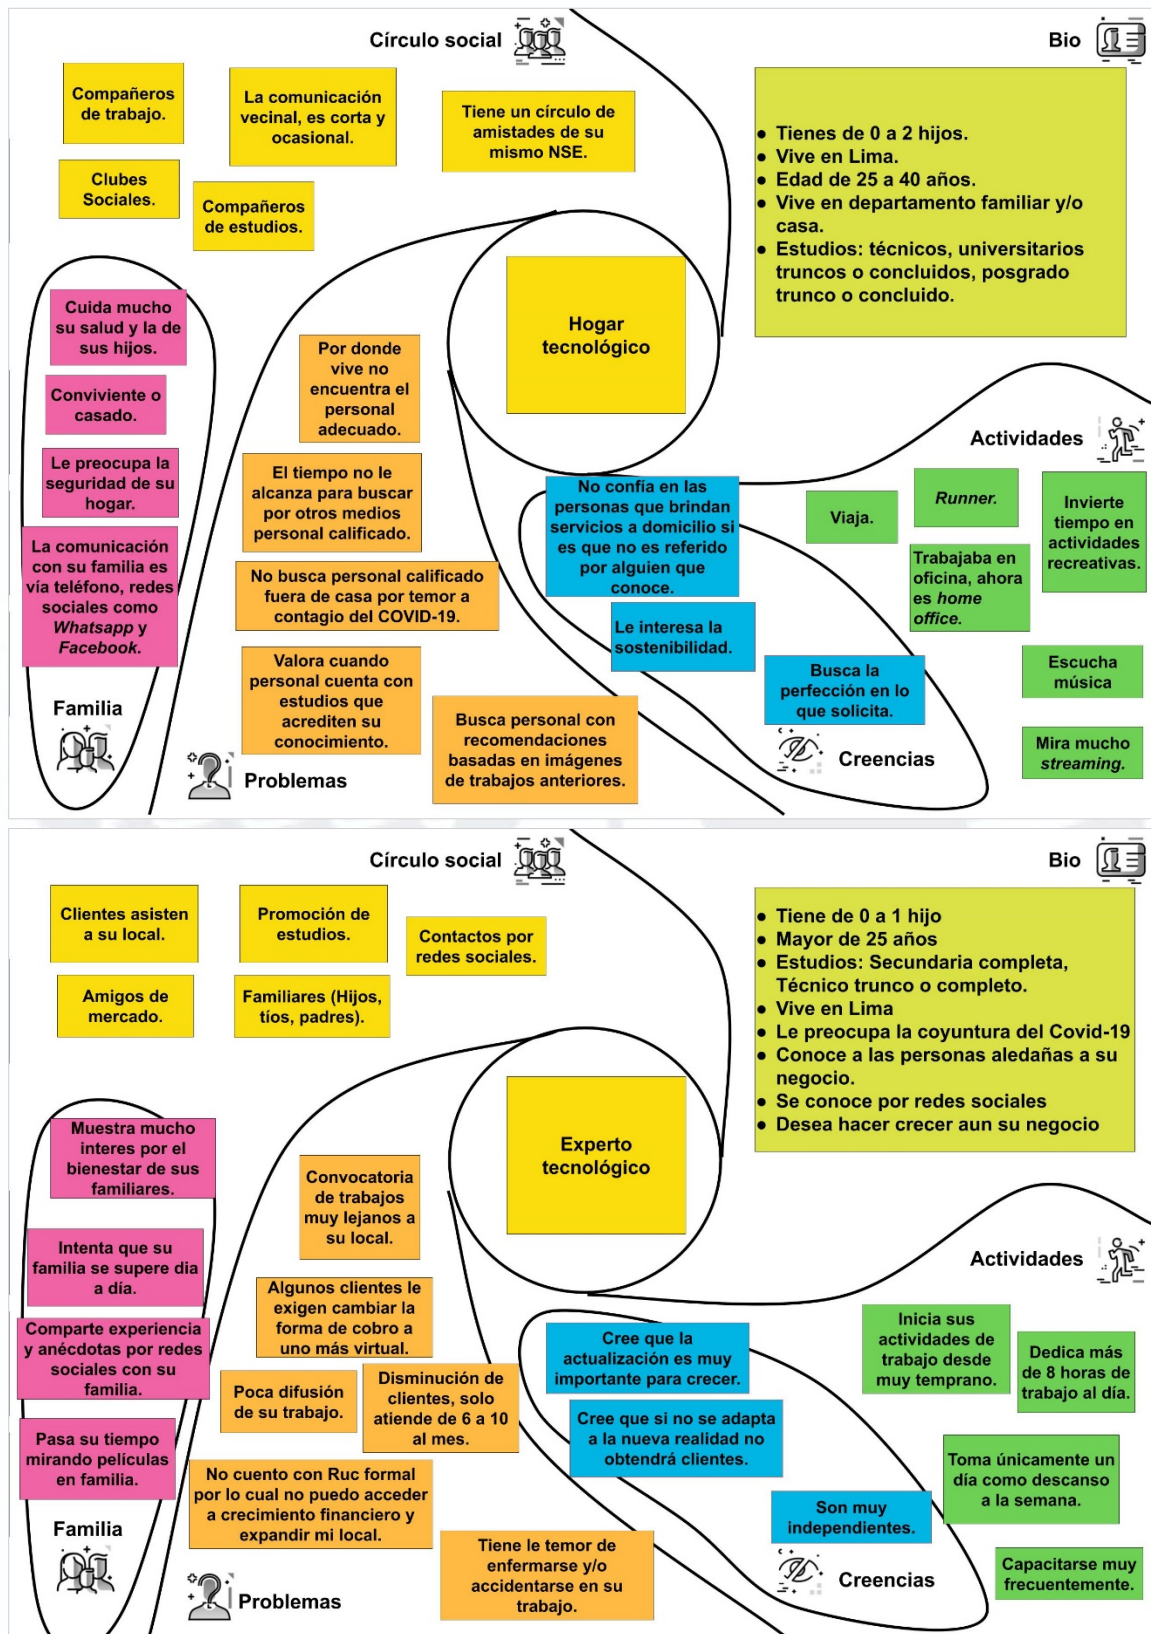 Círculo social
Bio
Compañeros
de trabajo.
La comunicación
vecinal, es corta y
ocasional.
Tiene un círculo de
amistades de su
mismo NSE.
Clubes
Sociales.
Compañeros
de estudios.
● Tienes de 0 a 2 hijos.
● Vive en Lima.
● Edad de 25 a 40 años.
● Vive en departamento familiar y/o
casa.
● Estudios: técnicos, universitarios
truncos o concluidos, posgrado
trunco o concluido.
Hogar
tecnológico
Cuida mucho
su salud y la de
sus hijos.
Conviviente o
casado.
Le preocupa la
seguridad de su
hogar.
La comunicación
con su familia es
vía teléfono, redes
sociales como
Whatsapp y
Facebook.
Familia
Por donde
vive no
encuentra el
personal
adecuado.
El tiempo no le
alcanza para buscar
por otros medios
personal calificado.
No busca personal calificado
fuera de casa por temor a
contagio del COVID-19.
Valora cuando
personal cuenta con
estudios que
acrediten su
conocimiento.
Busca personal con
recomendaciones
basadas en imágenes
de trabajos anteriores.
Problemas
No confía en las
personas que brindan
servicios a domicilio si
es que no es referido
por alguien que
conoce.
Le interesa la
sostenibilidad.
Busca la
perfección en lo
que solicita.
Creencias
Actividades
Viaja.
Runner.
Invierte
tiempo en
actividades
recreativas.
Trabajaba en
oficina, ahora
es home
office.
Escucha
música
Mira mucho
streaming.
Círculo social
Bio
Clientes asisten
a su local.
Promoción de
estudios.
Contactos por
redes sociales.
Amigos de
mercado.
Familiares (Hijos,
tíos, padres).
● Tiene de 0 a 1 hijo
● Mayor de 25 años
● Estudios: Secundaria completa,
Técnico trunco o completo.
● Vive en Lima
● Le preocupa la coyuntura del Covid-19
● Conoce a las personas aledañas a su
negocio.
● Se conoce por redes sociales
● Desea hacer crecer aun su negocio
Experto
tecnológico
Muestra mucho
interes por el
bienestar de sus
familiares.
Intenta que su
familia se supere dia
a día.
Comparte experiencia
y anécdotas por redes
sociales con su
familia.
Pasa su tiempo
mirando películas
en familia.
Familia
Convocatoria
de trabajos
muy lejanos a
su local.
Algunos clientes le
exigen cambiar la
forma de cobro a
uno más virtual.
Poca difusión
de su trabajo.
Disminución de
clientes, solo
atiende de 6 a 10
al mes.
No cuento con Ruc formal
por lo cual no puedo acceder
a crecimiento financiero y
expandir mi local.
Tiene le temor de
enfermarse y/o
accidentarse en su
trabajo.
Problemas
Cree que la
actualización es muy
importante para crecer.
Cree que si no se adapta
a la nueva realidad no
obtendrá clientes.
Son muy
independientes.
Creencias
Actividades
Inicia sus
actividades de
trabajo desde
muy temprano.
Dedica más
de 8 horas de
trabajo al día.
Toma únicamente un
día como descanso
a la semana.
Capacitarse muy
frecuentemente.